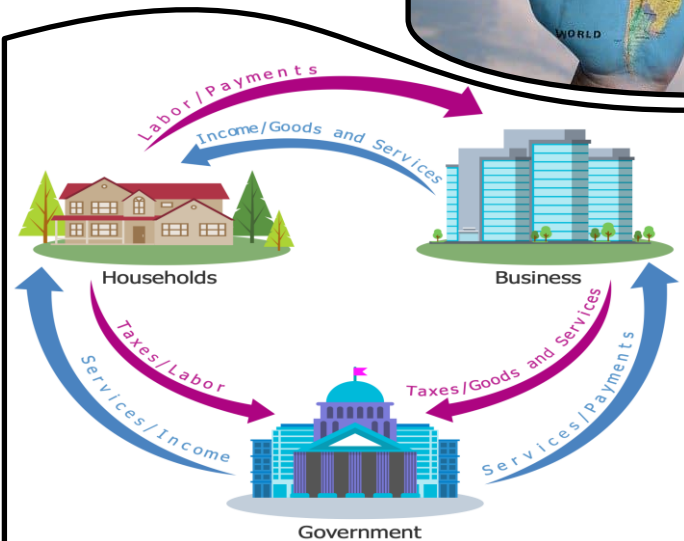 WORLD
Labor/Payments
Income/Goods and Services
Households
Business
Taxes/Labor
Taxes/Goods and Services
Services/Income
Services/Payments
Government